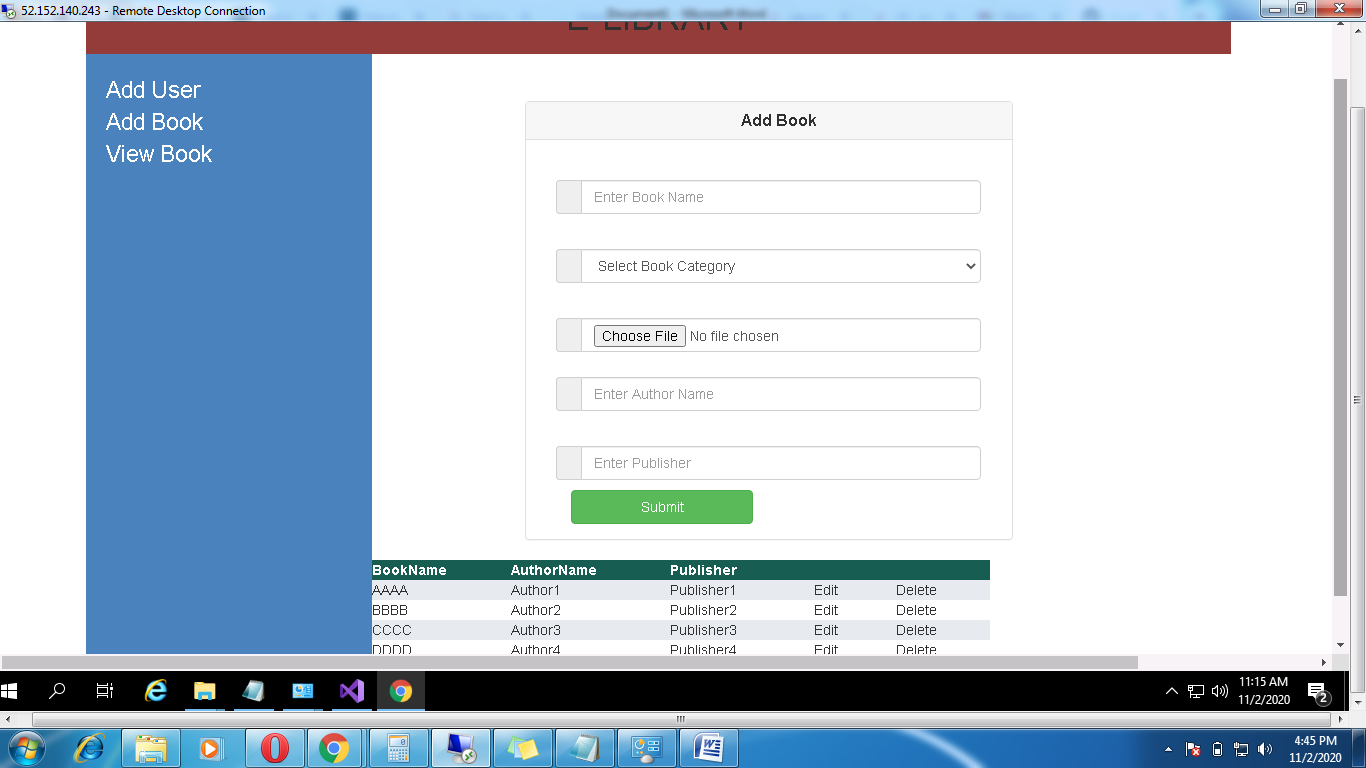 52.152.140.243 - Remote Desktop Connection
E-LIBRARY
Add User
Add Book
View Book
Add Book
Enter Book Name
Select Book Category
Choose File No file chosen
Enter Author Name
Enter Publisher
Submit
BookName AuthorName Publisher
AAAA Author1 Publisher1 Edit Delete
BBBB Author2 Publisher2 Edit Delete
CCCC Author3 Publisher3 Edit Delete
DDDD Author4 Publisher4 Edit Delete
11:15 AM
11/2/2020
2
4:45 PM
11/2/2020